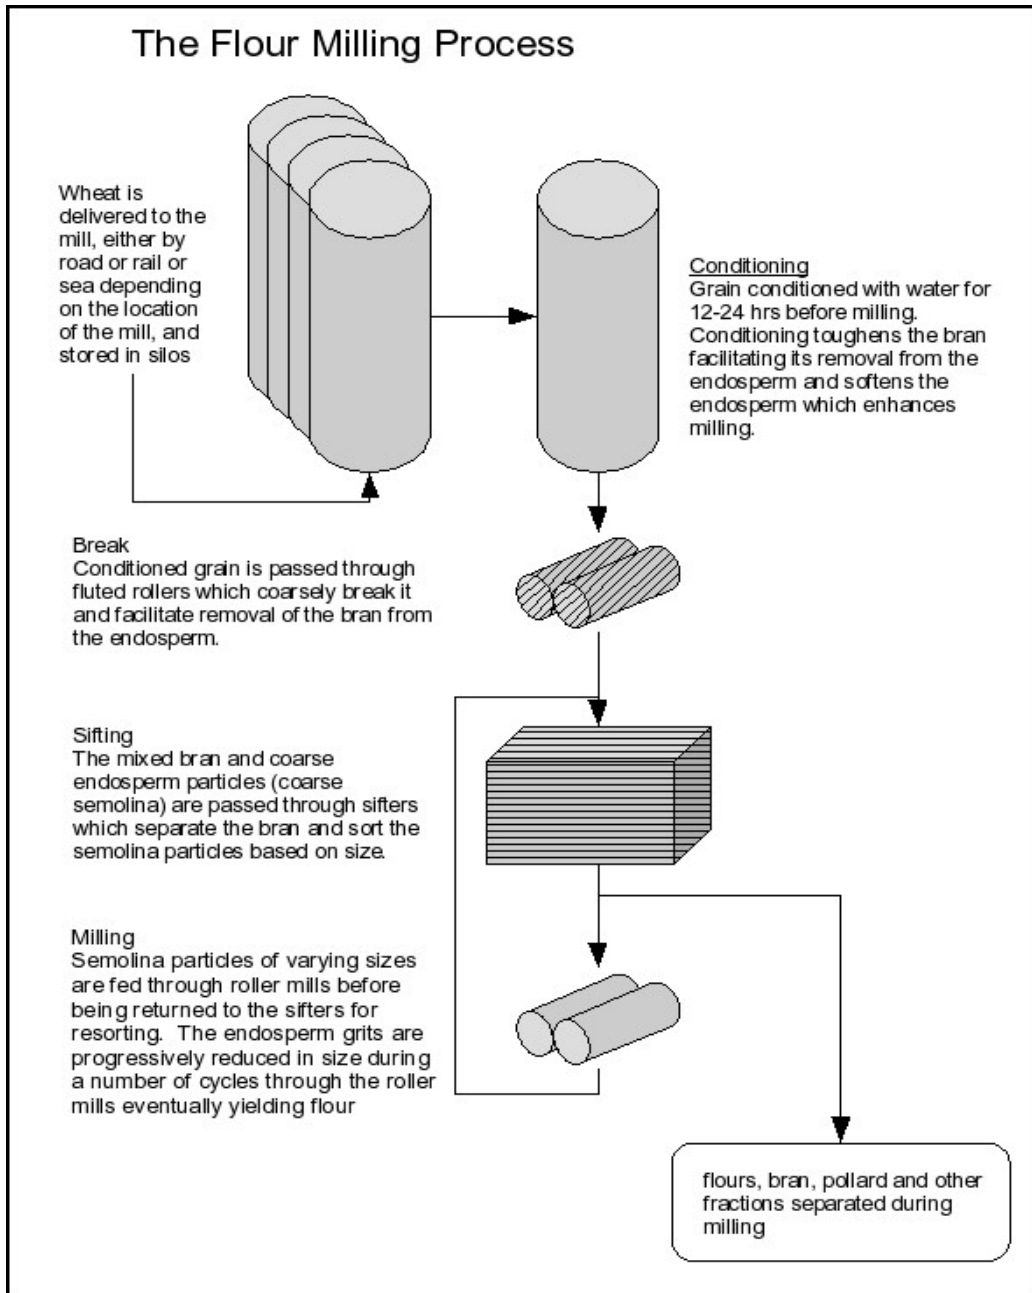 The Flour Milling Process
Wheat is
delivered to the
mill, either by
road or rail or
sea depending
on the location
of the mill, and
stored in silos
Conditioning
Grain conditioned with water for
12-24 hrs before milling.
Conditioning toughens the bran
facilitating its removal from the
endosperm and softens the
endosperm which enhances
milling.
Break
Conditioned grain is passed through
fluted rollers which coarsely break it
and facilitate removal of the bran from
the endosperm.
Sifting
The mixed bran and coarse
endosperm particles (coarse
semolina) are passed through sifters
which separate the bran and sort the
semolina particles based on size.
Milling
Semolina particles of varying sizes
are fed through roller mills before
being returned to the sifters for
resorting. The endosperm grits are
progressively reduced in size during
a number of cycles through the roller
mills eventually yielding flour
flours, bran, pollard and other
fractions separated during
milling